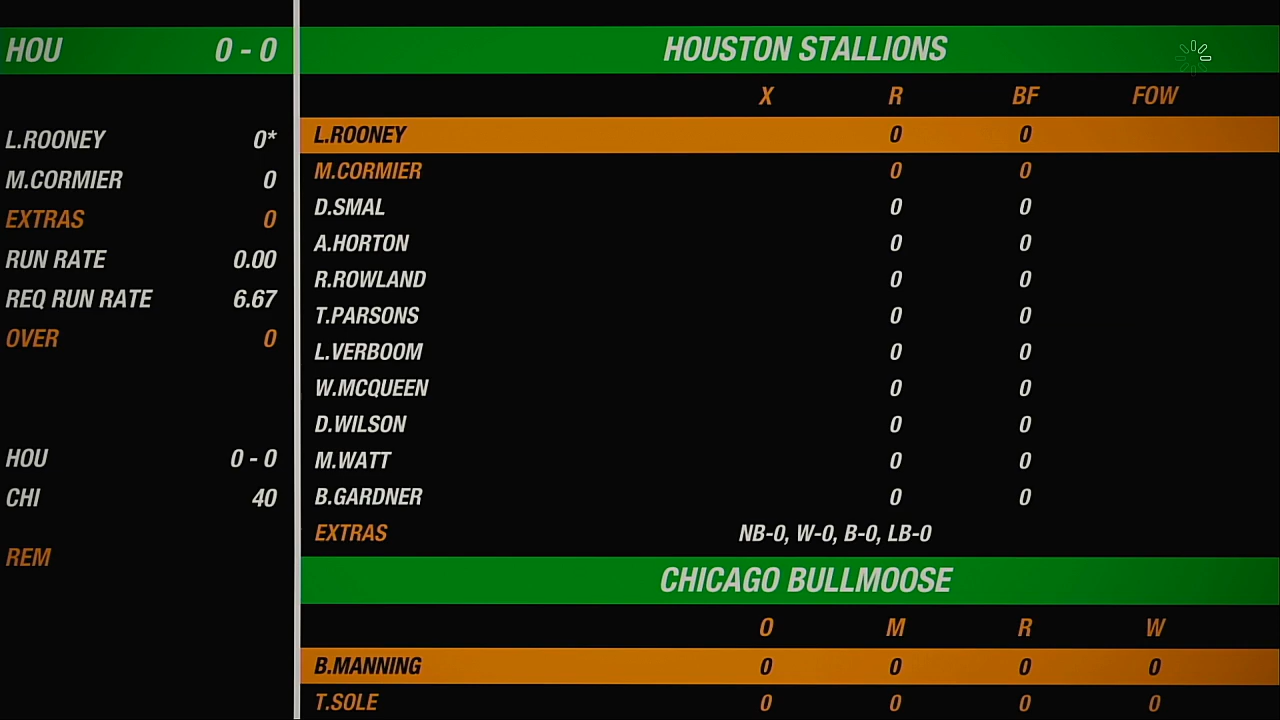 HOU 0 - 0
L.ROONEY 0*
M.CORMIER 0
EXTRAS 0
RUN RATE 0.00
REQ RUN RATE 6.67
OVER 0
HOU 0 - 0
CHI 40
REM
HOUSTON STALLIONS
X R BF FOW
L.ROONEY 0 0
M.CORMIER 0 0
D.SMAL 0 0
A.HORTON 0 0
R.ROWLAND 0 0
T.PARSONS 0 0
L.VERBOOM 0 0
W.MCQUEEN 0 0
D.WILSON 0 0
M.WATT 0 0
B.GARDNER 0 0
EXTRAS NB-0, W-0, B-0, LB-0
CHICAGO BULLMOOSE
O M R W
B.MANNING 0 0 0 0
T.SOLE 0 0 0 0